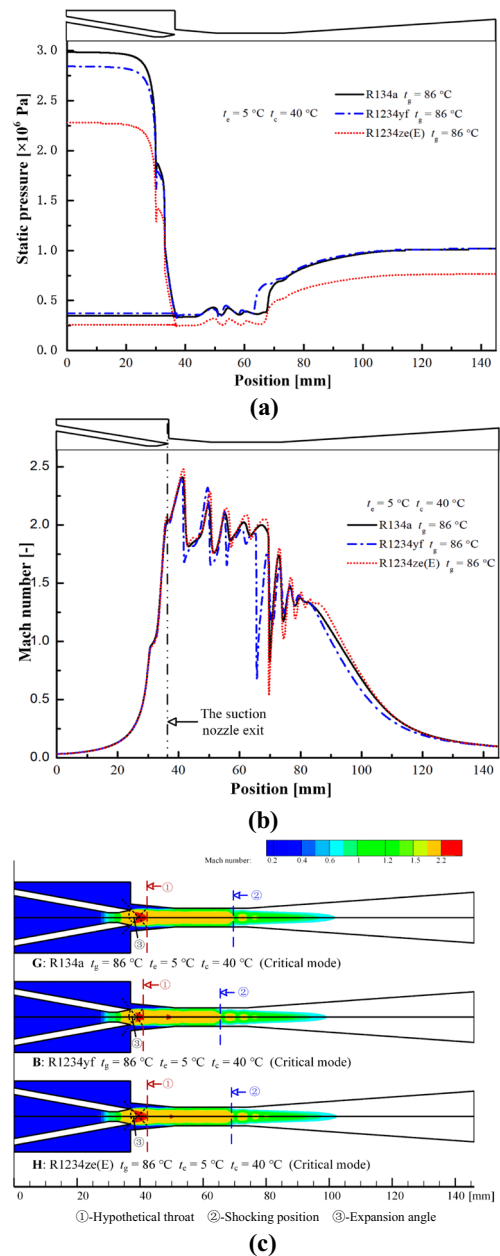 3.0
2.5
2.0
1.5
1.0
0.5
0.0
Static pressure [×10⁶ Pa]
R134a tg = 86 °C
R1234yf tg = 86 °C
R1234ze(E) tg = 86 °C
te = 5 °C tc = 40 °C
0 20 40 60 80 100 120 140
Position [mm]
(a)
2.5
2.0
1.5
1.0
0.5
0.0
Mach number [-]
te = 5 °C tc = 40 °C
R134a tg = 86 °C
R1234yf tg = 86 °C
R1234ze(E) tg = 86 °C
The suction
nozzle exit
0 20 40 60 80 100 120 140
Position [mm]
(b)
Mach number:
0.2 0.4 0.6 1 1.2 1.4 1.6 2 2.2
① ②
③
G: R134a tg = 86 °C te = 5 °C tc = 40 °C (Critical mode)
① ②
③
B: R1234yf tg = 86 °C te = 5 °C tc = 40 °C (Critical mode)
① ②
③
H: R1234ze(E) tg = 86 °C te = 5 °C tc = 40 °C (Critical mode)
0 20 40 60 80 100 120 140 [mm]
①-Hypothetical throat ②-Shocking position ③-Expansion angle
(c)